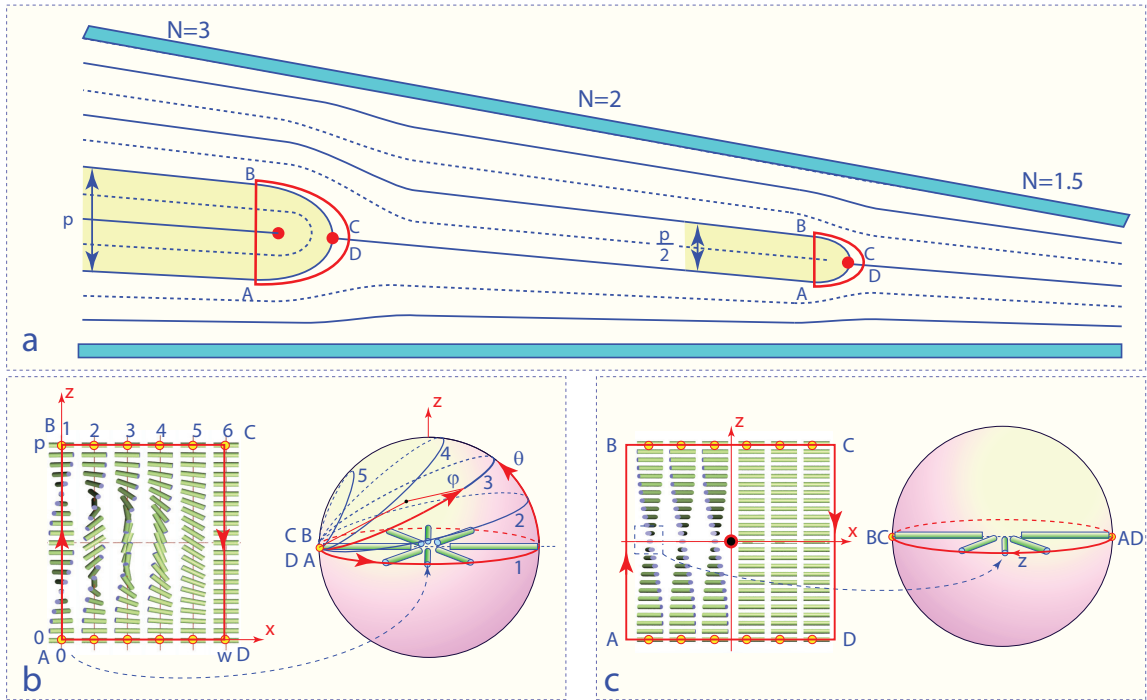 N=3
N=2
N=1.5
B
p
C
D
A
B
p
2
C
D
A
a
z
B 1 2 3 4 5 6 C
p
0
A 0 w D
x
b
z
θ
φ
5
4
3
2
1
C B
D A
z
B C
x
A D
c
BC AD
z